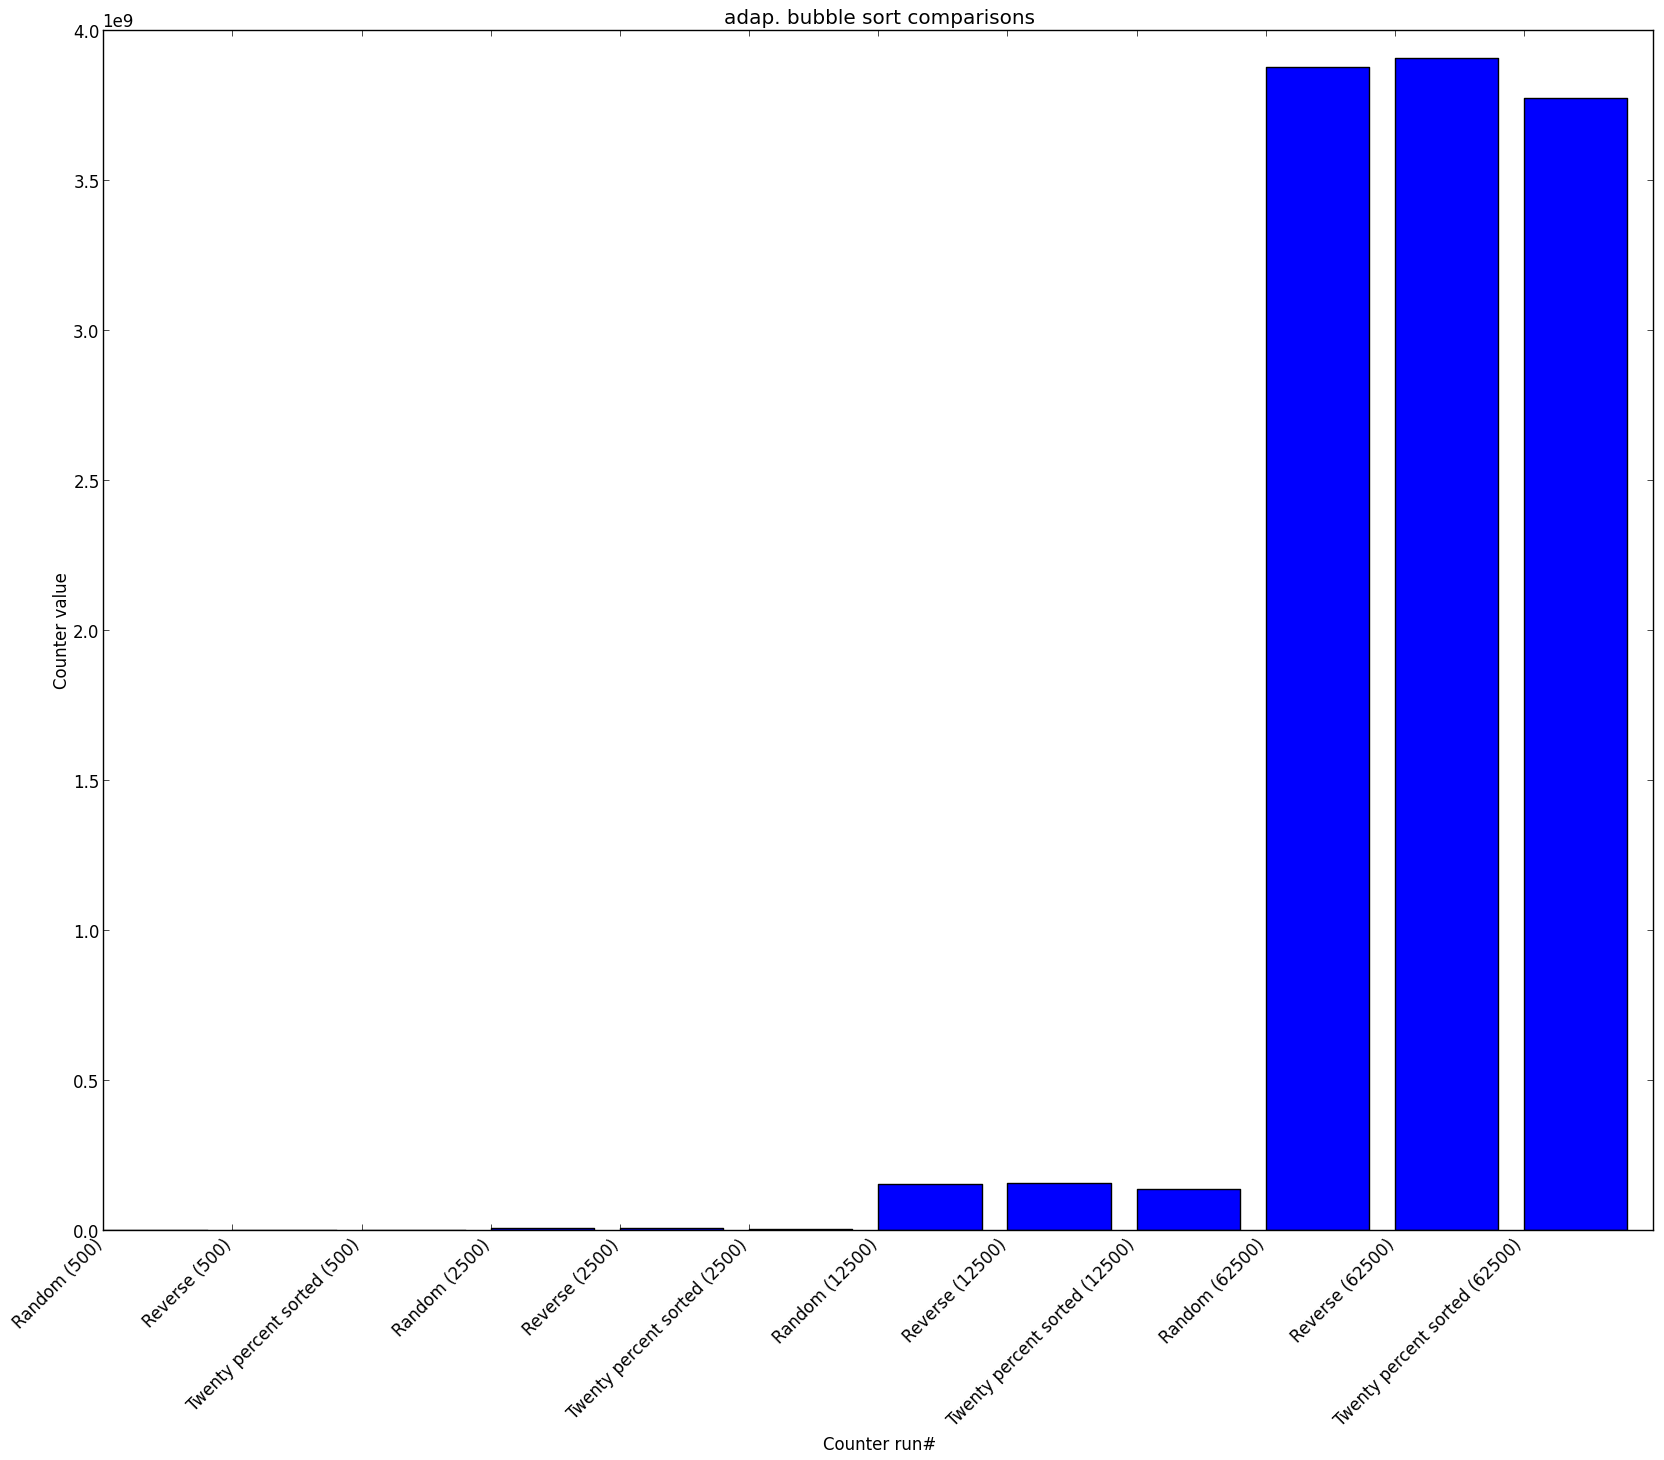 adap. bubble sort comparisons
1e9
4.0
3.5
3.0
2.5
2.0
1.5
1.0
0.5
0.0
Counter value
Random (500)
Reverse (500)
Twenty percent sorted (500)
Random (2500)
Reverse (2500)
Twenty percent sorted (2500)
Random (12500)
Reverse (12500)
Twenty percent sorted (12500)
Random (62500)
Reverse (62500)
Twenty percent sorted (62500)
Counter run#